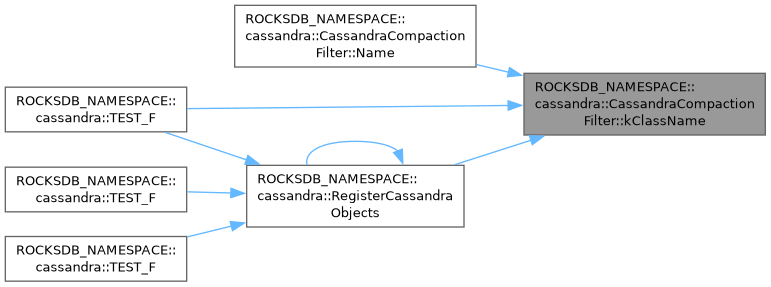 ROCKSDB_NAMESPACE::
cassandra::CassandraCompaction
Filter::Name
ROCKSDB_NAMESPACE::
cassandra::CassandraCompaction
Filter::kClassName
ROCKSDB_NAMESPACE::
cassandra::TEST_F
ROCKSDB_NAMESPACE::
cassandra::RegisterCassandra
Objects
ROCKSDB_NAMESPACE::
cassandra::TEST_F
ROCKSDB_NAMESPACE::
cassandra::TEST_F